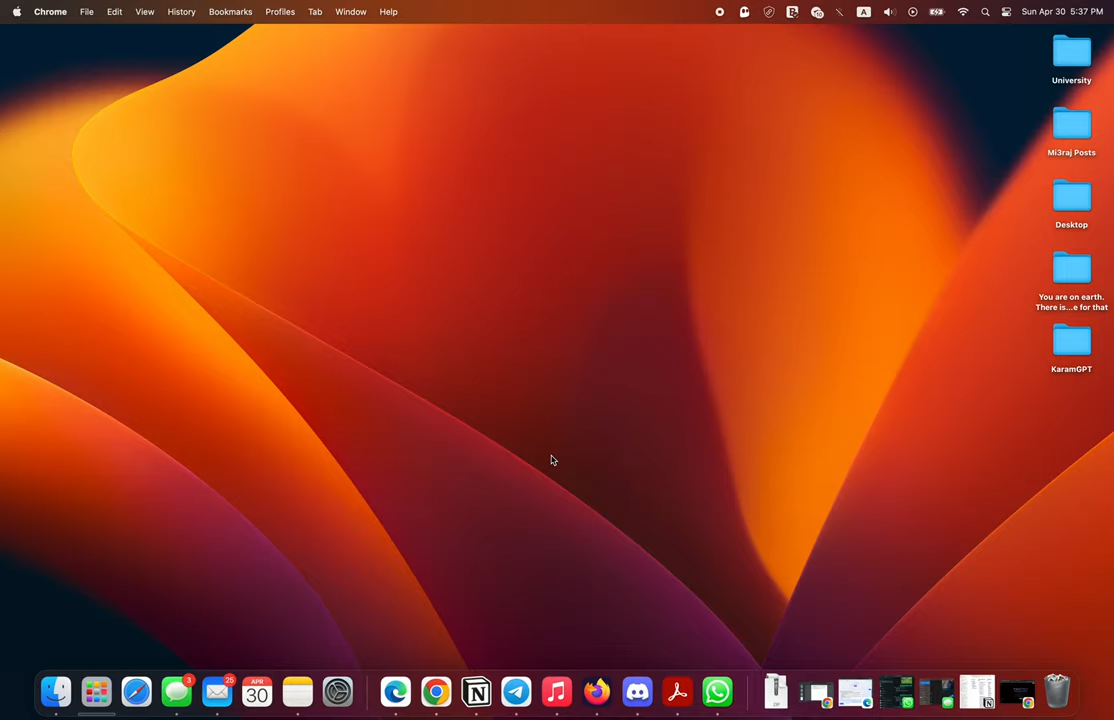 Chrome File Edit View History Bookmarks Profiles Tab Window Help A Sun Apr 30 5:37 PM
University
Mi3raj Posts
Desktop
You are on earth.
There is...e for that
KaramGPT
3
25
APR
30
ZIP